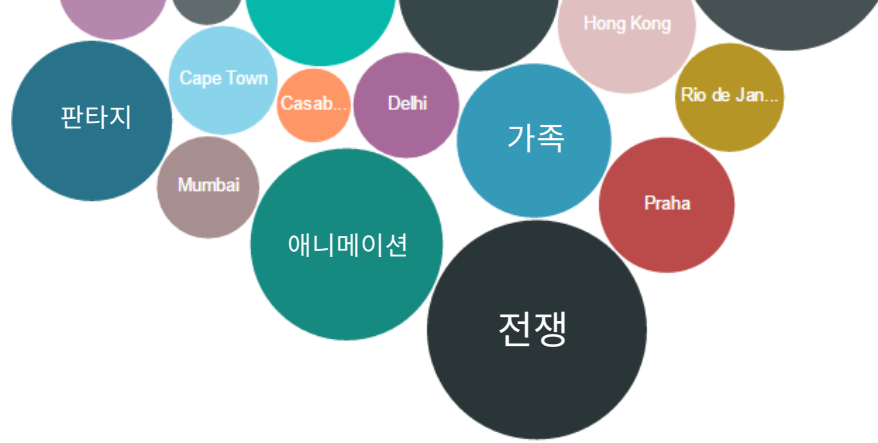 Hong Kong
Cape Town
Casab...
Delhi
Rio de Jan...
판타지
가족
Mumbai
Praha
애니메이션
전쟁